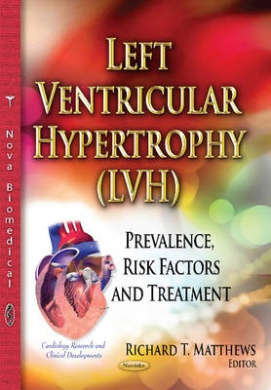 Nova Biomedical
LEFT
VENTRICULAR
HYPERTROPHY
(LVH)
PREVALENCE,
RISK FACTORS
AND TREATMENT
Cardiology Research and
Clinical Developments
RICHARD T. MATTHEWS
EDITOR
Novinka